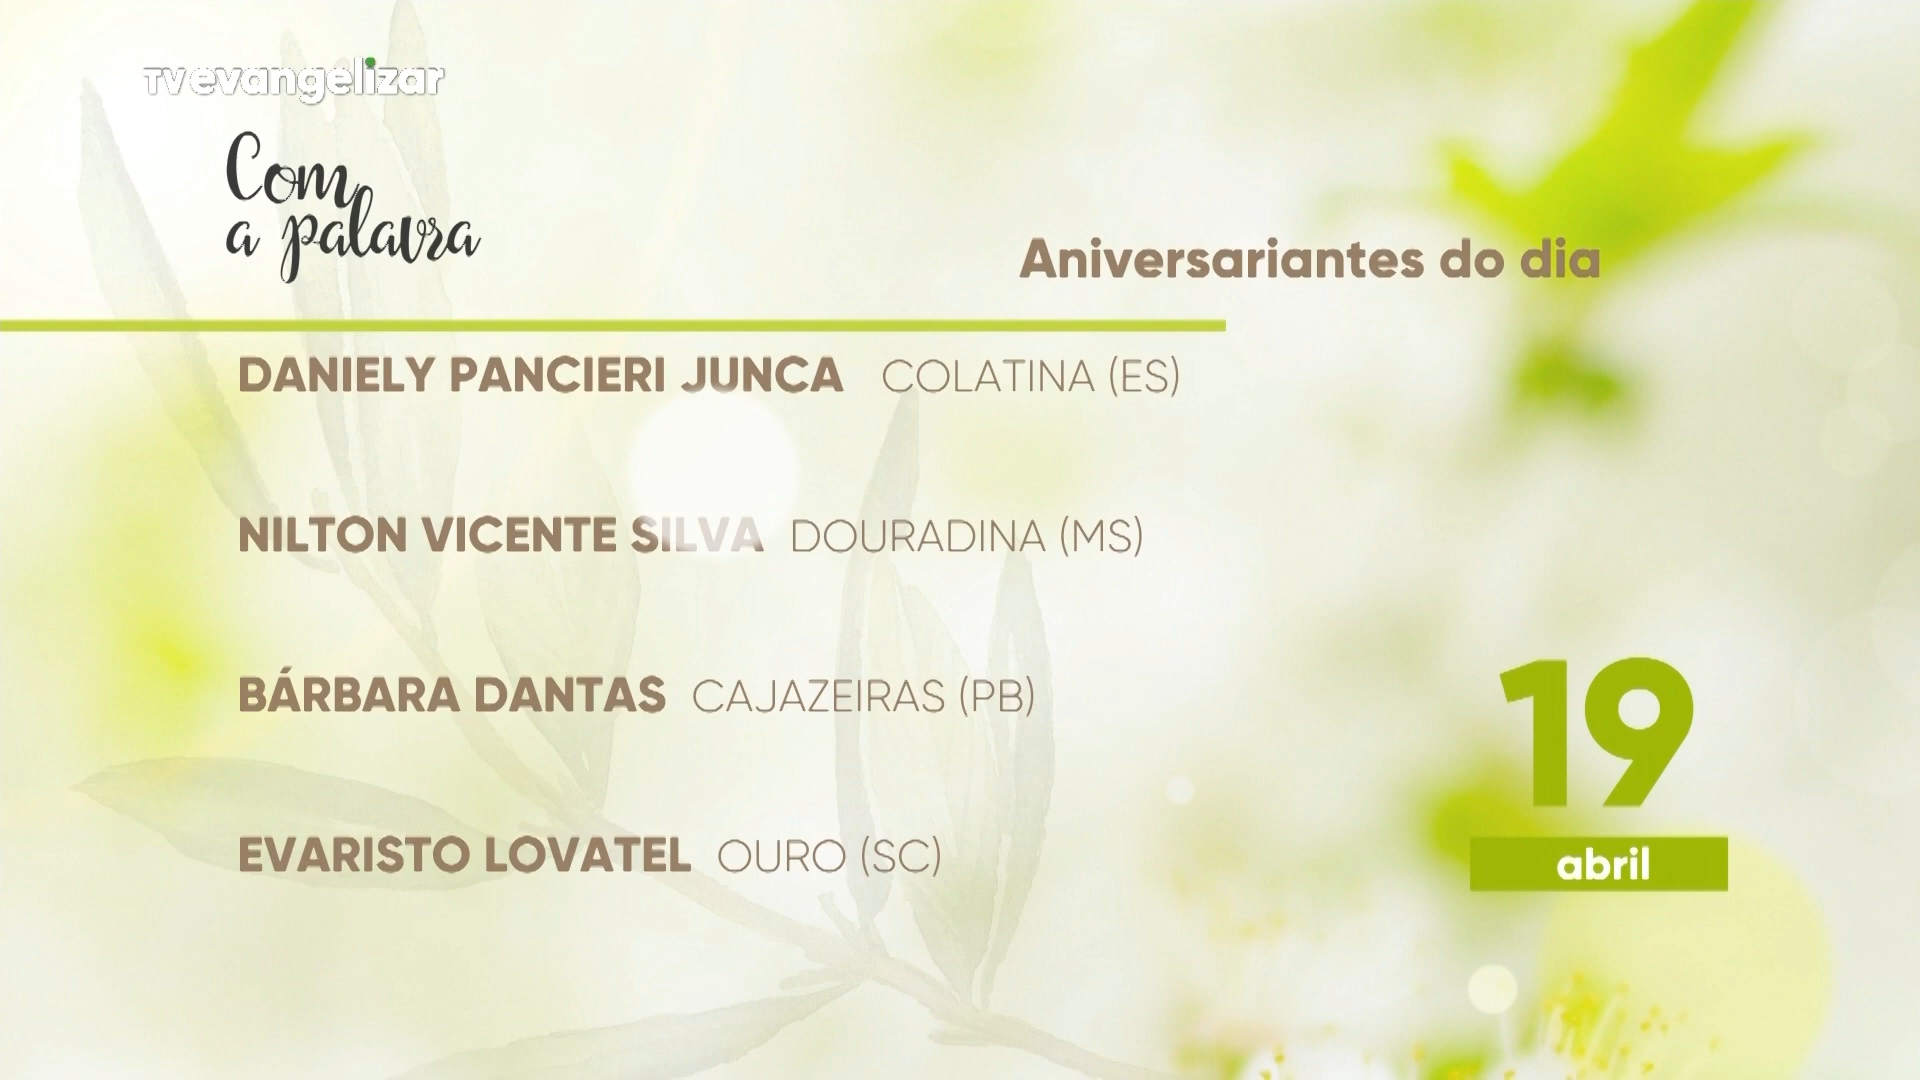 TVevangelizar
Com
a palavra
Aniversariantes do dia
DANIELY PANCIERI JUNCA COLATINA (ES)
NILTON VICENTE SILVA DOURADINA (MS)
BÁRBARA DANTAS CAJAZEIRAS (PB)
EVARISTO LOVATEL OURO (SC)
19
abril